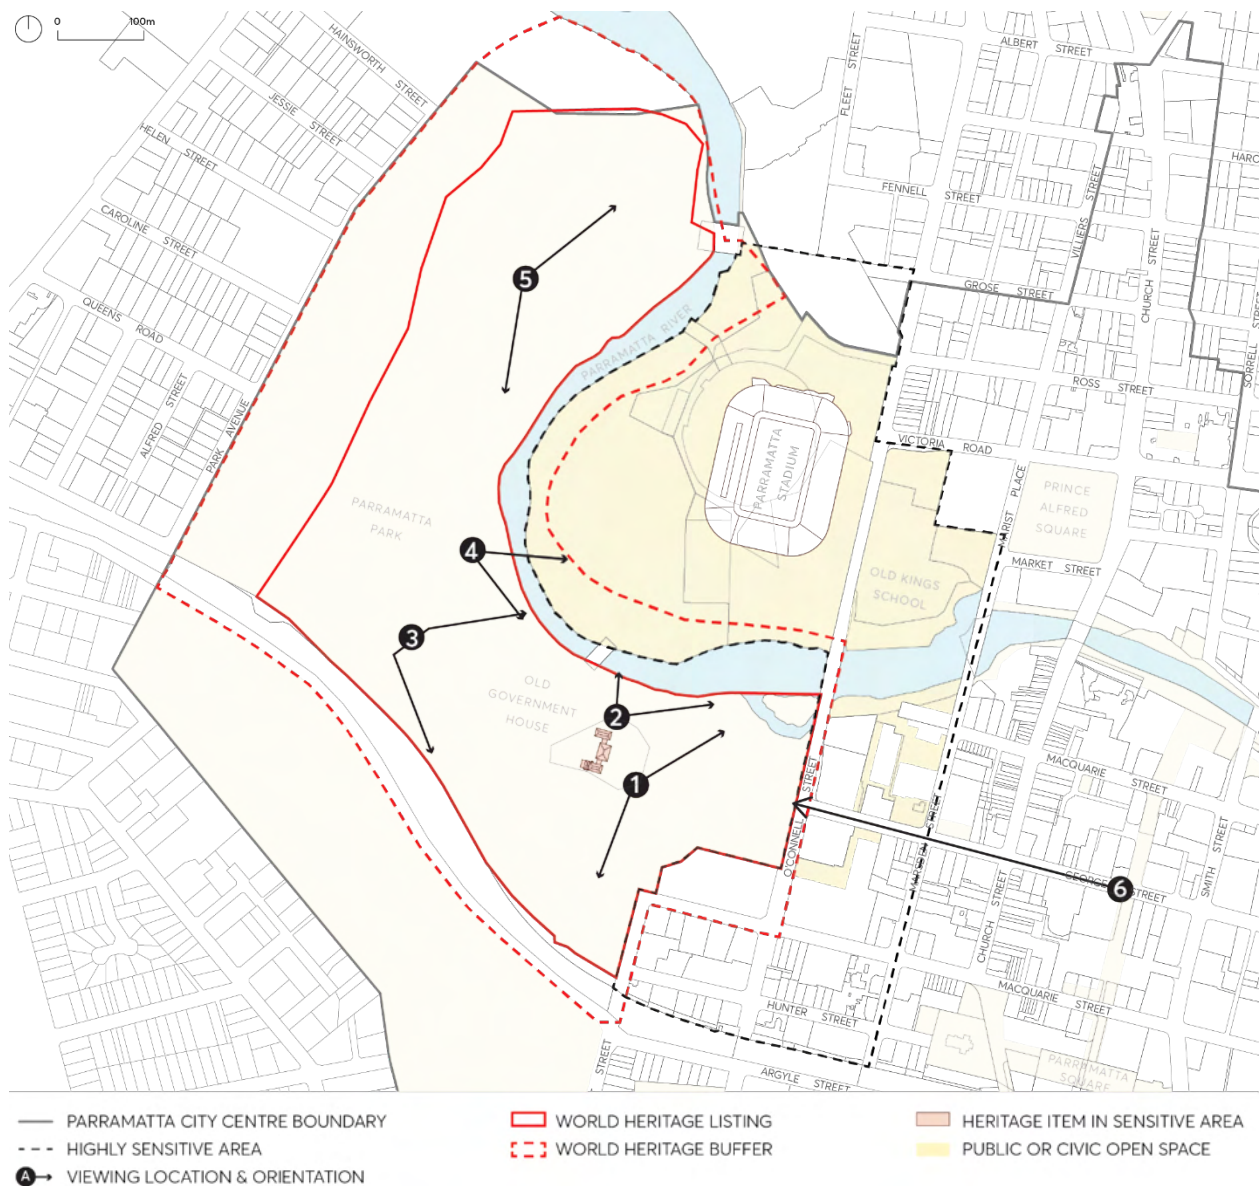 0 100m
HAINSWORTH STREET
JESSIE STREET
HELEN STREET
CAROLINE STREET
QUEENS ROAD
ALFRED STREET
PARK AVENUE
ALBERT STREET
FLEET STREET
FENNELL STREET
VILLIERS STREET
CHURCH STREET
HARO
GROSE STREET
SORRELL STREET
ROSS STREET
VICTORIA ROAD
PARRAMATTA RIVER
PARRAMATTA
STADIUM
PARRAMATTA
PARK
MARIST PLACE
PRINCE
ALFRED
SQUARE
MARKET STREET
OLD KINGS
SCHOOL
OLD
GOVERNMENT
HOUSE
5
4
3
2
1
6
O'CONNELL STREET
MARSDEN STREET
MACQUARIE STREET
GEORGE STREET
SMITH STREET
CHURCH STREET
MACQUARIE STREET
HUNTER STREET
PARRAMATTA
SQUARE
ARGYLE STREET
STREET
PARRAMATTA CITY CENTRE BOUNDARY
HIGHLY SENSITIVE AREA
A VIEWING LOCATION & ORIENTATION
WORLD HERITAGE LISTING
WORLD HERITAGE BUFFER
HERITAGE ITEM IN SENSITIVE AREA
PUBLIC OR CIVIC OPEN SPACE